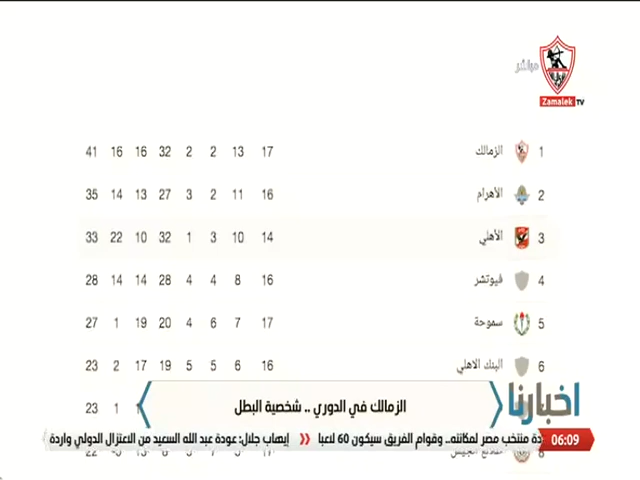 مباشر
Zamalek TV
1 الزمالك 17 13 2 2 32 16 16 41
2 الأهرام 16 11 2 3 27 13 14 35
3 الأهلي 14 10 3 1 32 10 22 33
4 فيوتشر 16 8 4 4 28 14 14 28
5 سموحة 17 7 6 4 20 19 1 27
6 البنك الاهلي 16 6 5 5 19 17 2 23
1 23
اخبارنا
الزمالك في الدوري .. شخصية البطل
06:09 دة منتخب مصر لمكانته.. وقوام الفريق سيكون 60 لاعبا » إيهاب جلال: عودة عبد الله السعيد من الاعتزال الدولي واردة